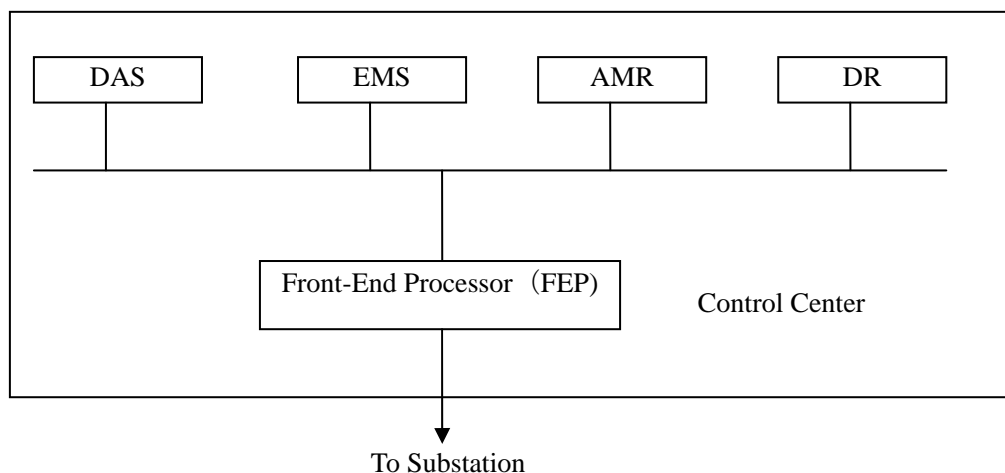 DAS
EMS
AMR
DR
Front-End Processor（FEP)
Control Center
To Substation